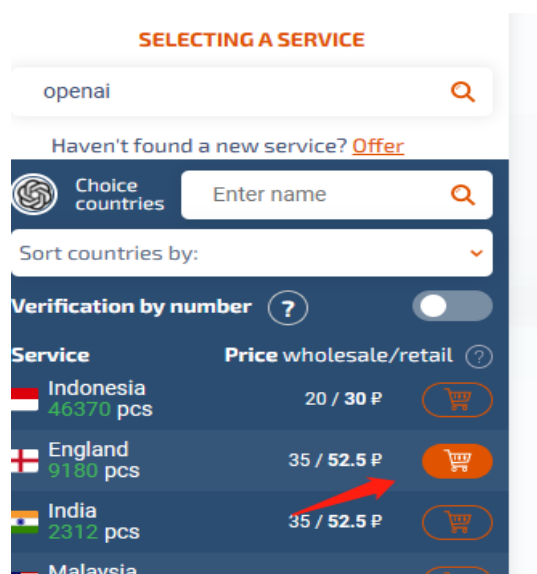 SELECTING A SERVICE
openai
Haven't found a new service? Offer
Choice
countries
Enter name
Sort countries by:
Verification by number ?
Service Price wholesale/retail ?
Indonesia
46370 pcs
20 / 30 ₽
England
9180 pcs
35 / 52.5 ₽
India
2312 pcs
35 / 52.5 ₽
Malaysia